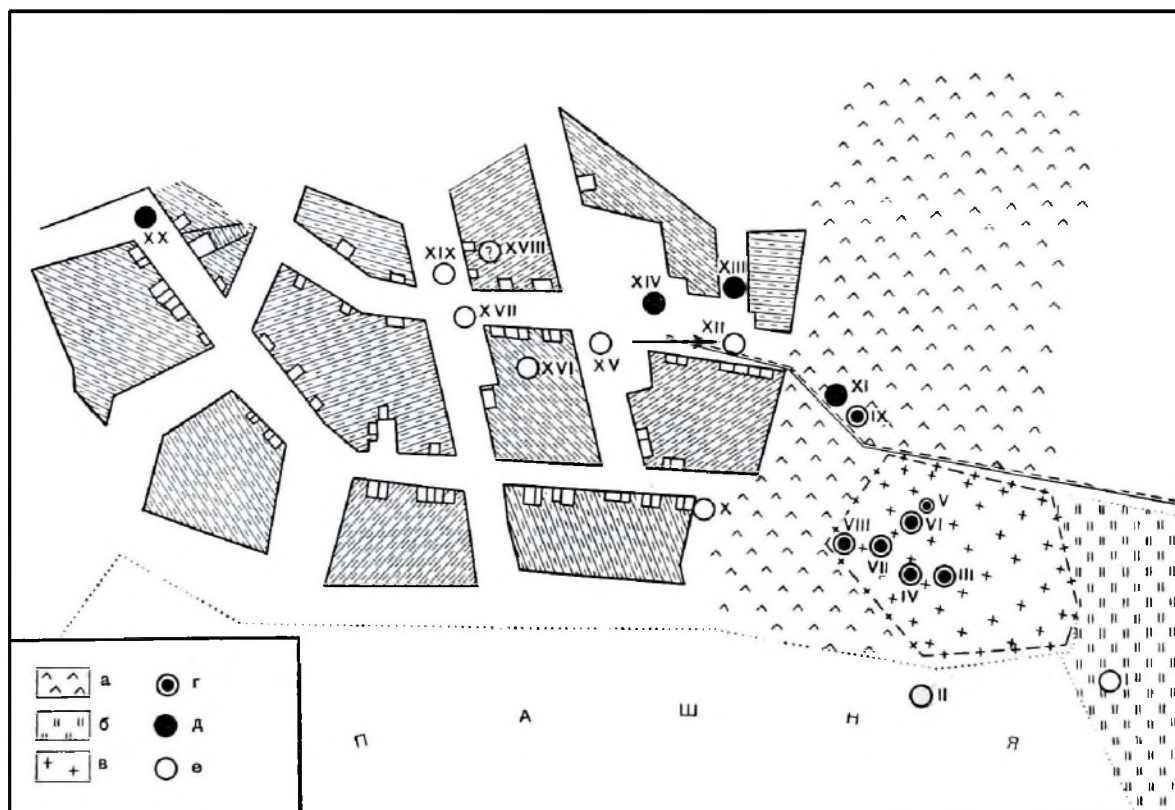 XX
XIX
? XVIII
XVII
XIV
XIII
XII
XV
XVI
XI
IX
X
V
VI
VIII
VII
IV
III
I
II
П А Ш Н Я
а
б
в
г
д
е